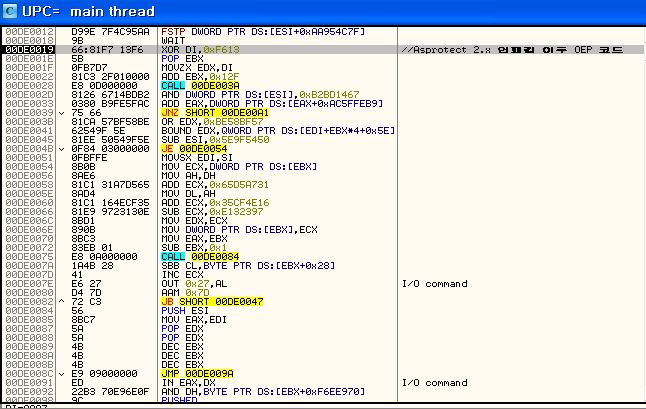 C UPC= main thread
00DE0012 D99E 7F4C95AA FSTP DWORD PTR DS:[ESI+0xAA954C7F]
00DE0018 9B WAIT
00DE0019 66:81F7 13F6 XOR DI,0xF613 //Asprotect 2.x 언패킹 이후 OEP 코드
00DE001E 5B POP EBX
00DE001F 0FB7D7 MOVZX EDX,DI
00DE0022 81C3 2F010000 ADD EBX,0x12F
00DE0028 E8 0D000000 CALL 00DE003A
00DE002D 8126 6714BDB2 AND DWORD PTR DS:[ESI],0xB2BD1467
00DE0033 0380 B9FE5FAC ADD EAX,DWORD PTR DS:[EAX+0xAC5FFEB9]
00DE0039 75 66 JNZ SHORT 00DE00A1
00DE003B 81CA 57BF58BE OR EDX,0xBE58BF57
00DE0041 62549F 5E BOUND EDX,QWORD PTR DS:[EDI+EBX*4+0x5E]
00DE0045 81EE 50549F5E SUB ESI,0x5E9F5450
00DE004B 0F84 03000000 JE 00DE0054
00DE0051 0FBFFE MOVSX EDI,SI
00DE0054 8B0B MOV ECX,DWORD PTR DS:[EBX]
00DE0056 8AE6 MOV AH,DH
00DE0058 81C1 31A7D565 ADD ECX,0x65D5A731
00DE005E 8AD4 MOV DL,AH
00DE0060 81C1 164ECF35 ADD ECX,0x35CF4E16
00DE0066 81E9 9723130E SUB ECX,0xE132397
00DE006C 8BD1 MOV EDX,ECX
00DE006E 890B MOV DWORD PTR DS:[EBX],ECX
00DE0070 8BC3 MOV EAX,EBX
00DE0072 83EB 01 SUB EBX,0x1
00DE0075 E8 0A000000 CALL 00DE0084
00DE007A 1A4B 28 SBB CL,BYTE PTR DS:[EBX+0x28]
00DE007D 41 INC ECX
00DE007E E6 27 OUT 0x27,AL I/O command
00DE0080 D4 7D AAM 0x7D
00DE0082 72 C3 JB SHORT 00DE0047
00DE0084 56 PUSH ESI
00DE0085 8BC7 MOV EAX,EDI
00DE0087 5A POP EDX
00DE0088 5A POP EDX
00DE0089 4B DEC EBX
00DE008A 4B DEC EBX
00DE008B 4B DEC EBX
00DE008C E9 09000000 JMP 00DE009A
00DE0091 ED IN EAX,DX I/O command
00DE0092 22B3 70E96E0F AND DH,BYTE PTR DS:[EBX+0xF6EE970]
00DE0098 9C PUSHFD